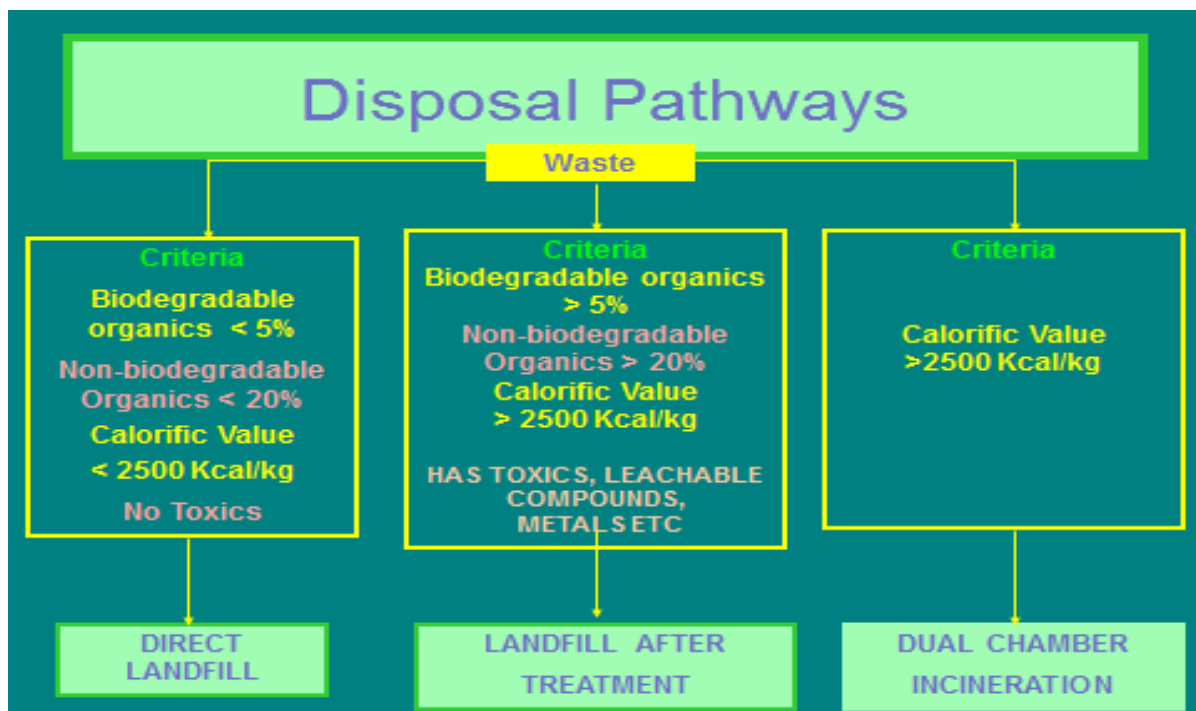 Disposal Pathways
Waste
Criteria
Biodegradable
organics < 5%
Non-biodegradable
Organics < 20%
Calorific Value
< 2500 Kcal/kg
No Toxics
DIRECT
LANDFILL
Criteria
Biodegradable organics
> 5%
Non-biodegradable
Organics > 20%
Calorific Value
> 2500 Kcal/kg
HAS TOXICS, LEACHABLE
COMPOUNDS,
METALS ETC
LANDFILL AFTER
TREATMENT
Criteria
Calorific Value
>2500 Kcal/kg
DUAL CHAMBER
INCINERATION